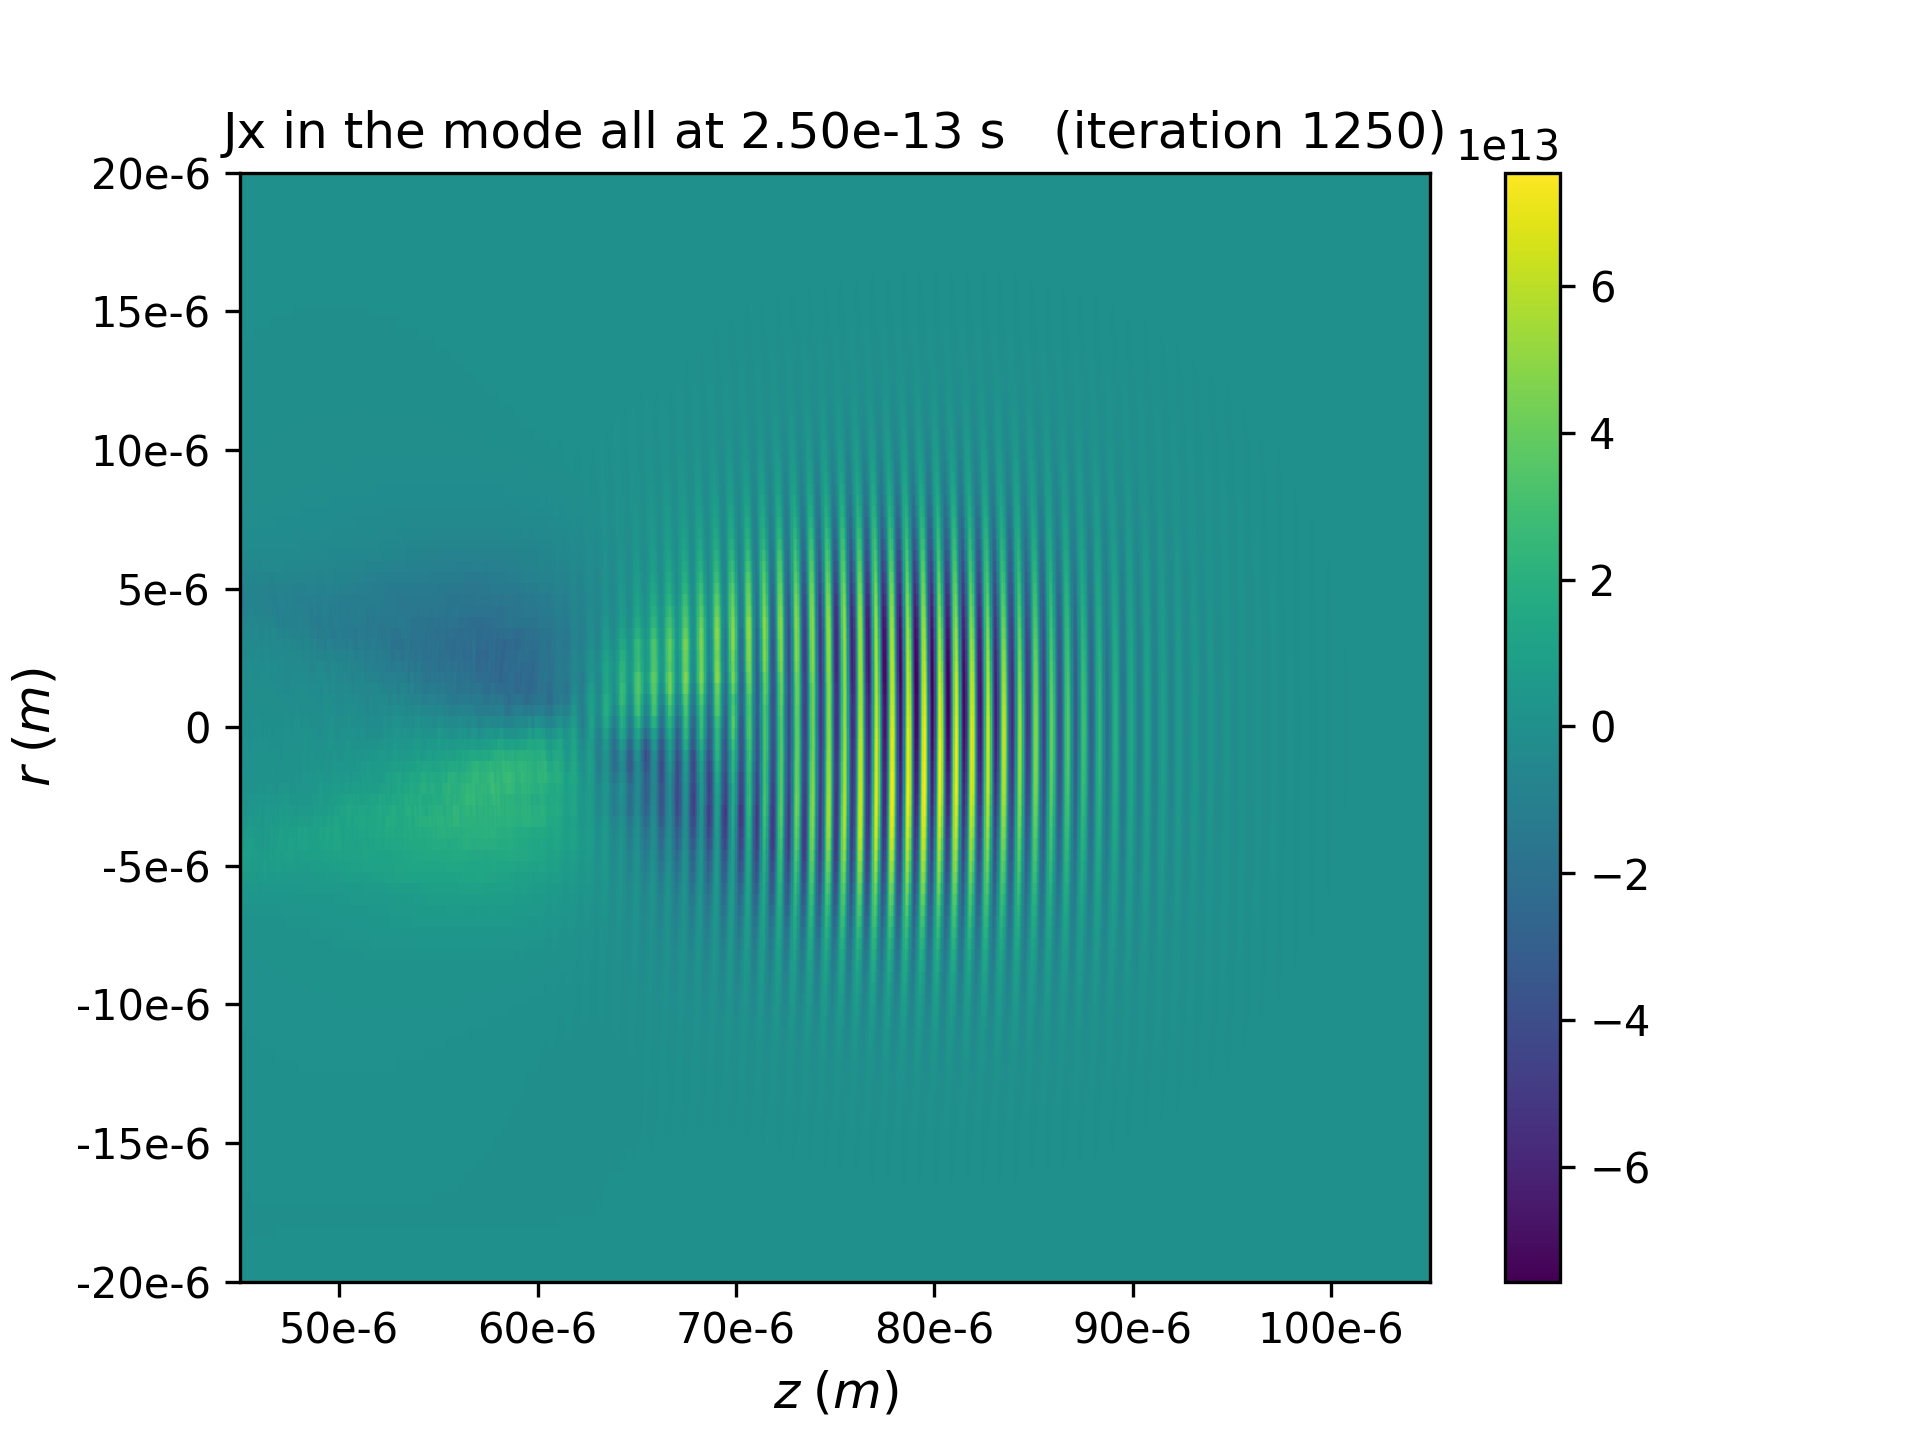 Jx in the mode all at 2.50e-13 s   (iteration 1250)
1e13
20e-6
15e-6
10e-6
5e-6
0
-5e-6
-10e-6
-15e-6
-20e-6
r (m)
50e-6 60e-6 70e-6 80e-6 90e-6 100e-6
z (m)
6
4
2
0
−2
−4
−6